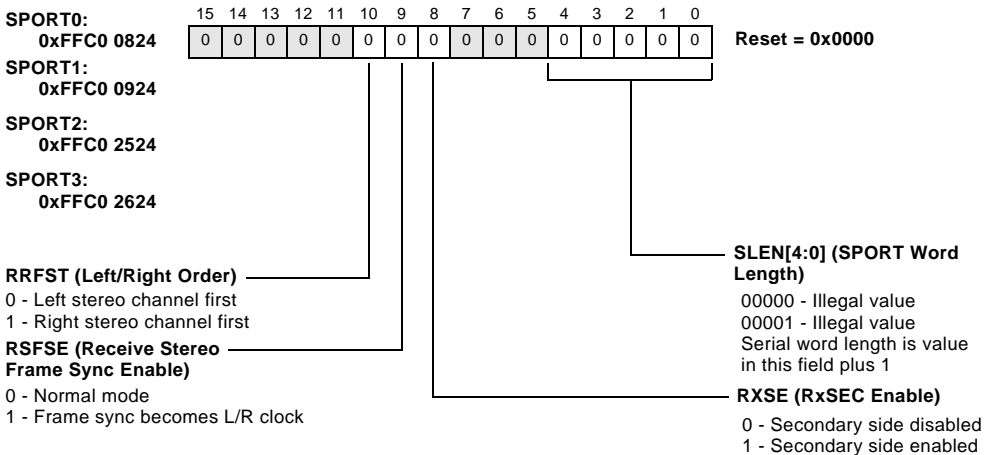 SPORT0:
0xFFC0 0824
SPORT1:
0xFFC0 0924
SPORT2:
0xFFC0 2524
SPORT3:
0xFFC0 2624
15 14 13 12 11 10 9 8 7 6 5 4 3 2 1 0
0 0 0 0 0 0 0 0 0 0 0 0 0 0 0 0
Reset = 0x0000
RRFST (Left/Right Order)
0 - Left stereo channel first
1 - Right stereo channel first
RSFSE (Receive Stereo
Frame Sync Enable)
0 - Normal mode
1 - Frame sync becomes L/R clock
SLEN[4:0] (SPORT Word
Length)
00000 - Illegal value
00001 - Illegal value
Serial word length is value
in this field plus 1
RXSE (RxSEC Enable)
0 - Secondary side disabled
1 - Secondary side enabled